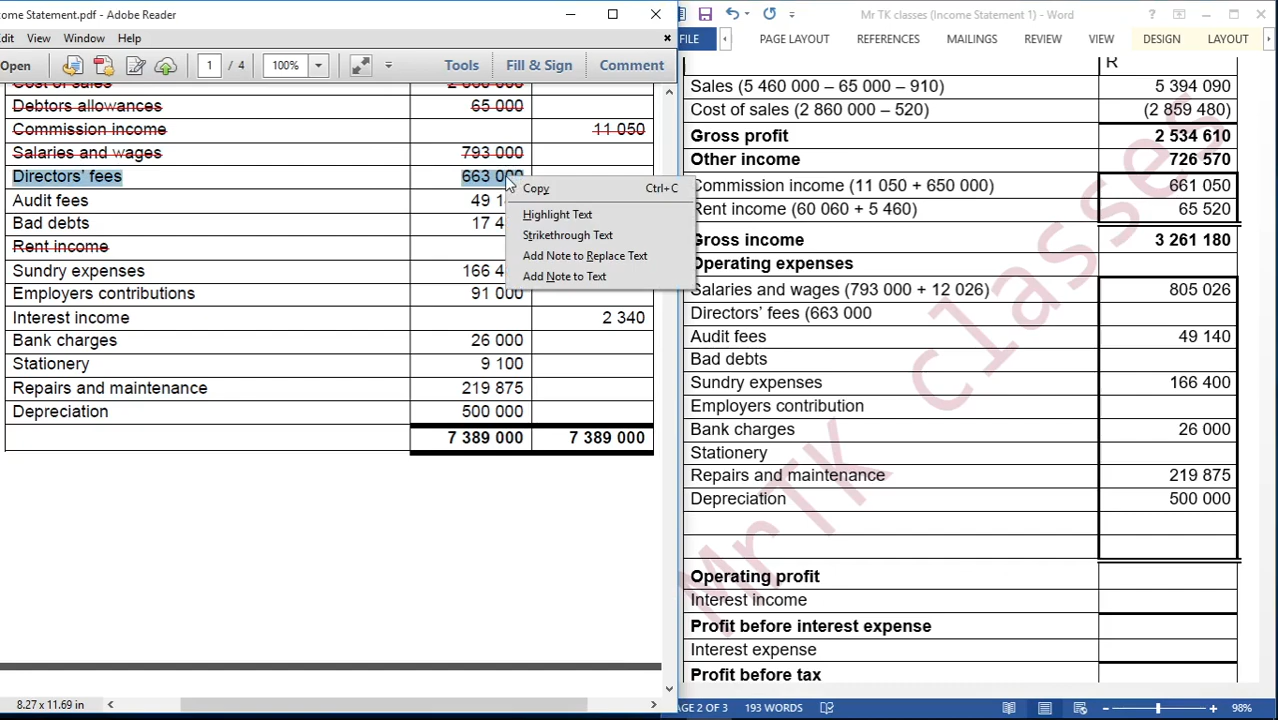 ome Statement.pdf - Adobe Reader
dit View Window Help
Open 1 / 4 100% Tools Fill & Sign Comment
Cost of sales 2 860 000
Debtors allowances 65 000
Commission income 11 050
Salaries and wages 793 000
Directors' fees 663 000
Audit fees 49 1
Bad debts 17 4
Rent income
Sundry expenses 166 4
Employers contributions 91 000
Interest income 2 340
Bank charges 26 000
Stationery 9 100
Repairs and maintenance 219 875
Depreciation 500 000
7 389 000 7 389 000
8.27 x 11.69 in
Copy Ctrl+C
Highlight Text
Strikethrough Text
Add Note to Replace Text
Add Note to Text
Mr TK classes (Income Statement 1) - Word
FILE PAGE LAYOUT REFERENCES MAILINGS REVIEW VIEW DESIGN LAYOUT
R
Sales (5 460 000 – 65 000 – 910) 5 394 090
Cost of sales (2 860 000 – 520) (2 859 480)
Gross profit 2 534 610
Other income 726 570
Commission income (11 050 + 650 000) 661 050
Rent income (60 060 + 5 460) 65 520
Gross income 3 261 180
Operating expenses
Salaries and wages (793 000 + 12 026) 805 026
Directors' fees (663 000
Audit fees 49 140
Bad debts
Sundry expenses 166 400
Employers contribution
Bank charges 26 000
Stationery
Repairs and maintenance 219 875
Depreciation 500 000
Operating profit
Interest income
Profit before interest expense
Interest expense
Profit before tax
MrTK classes
PAGE 2 OF 3 193 WORDS 98%